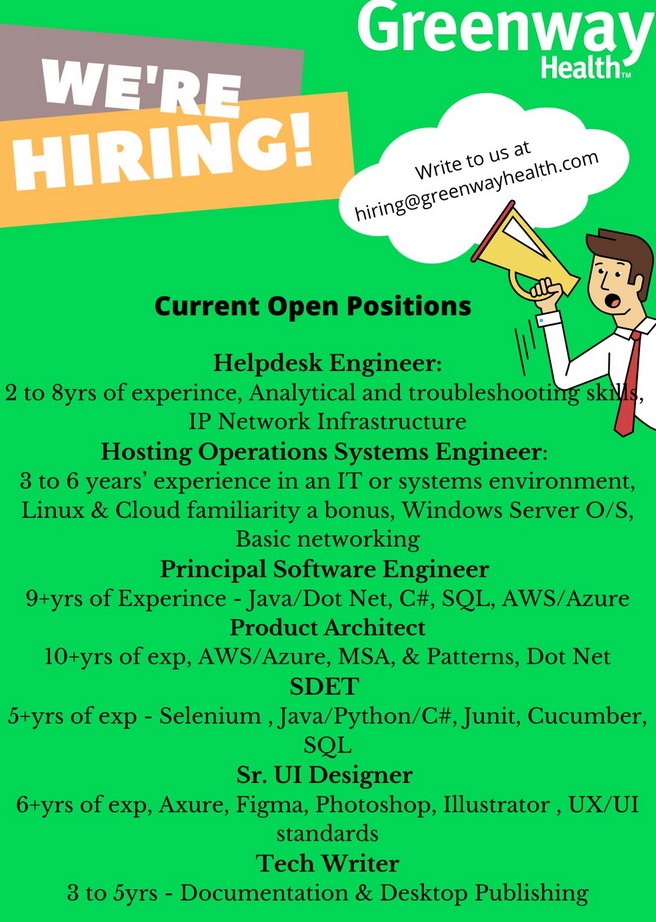 Greenway
Health™
WE'RE
HIRING!
Write to us at
hiring@greenwayhealth.com
Current Open Positions
Helpdesk Engineer:
2 to 8yrs of experince, Analytical and troubleshooting skills,
IP Network Infrastructure
Hosting Operations Systems Engineer:
3 to 6 years’ experience in an IT or systems environment,
Linux & Cloud familiarity a bonus, Windows Server O/S,
Basic networking
Principal Software Engineer
9+yrs of Experince - Java/Dot Net, C#, SQL, AWS/Azure
Product Architect
10+yrs of exp, AWS/Azure, MSA, & Patterns, Dot Net
SDET
5+yrs of exp - Selenium , Java/Python/C#, Junit, Cucumber,
SQL
Sr. UI Designer
6+yrs of exp, Axure, Figma, Photoshop, Illustrator , UX/UI
standards
Tech Writer
3 to 5yrs - Documentation & Desktop Publishing